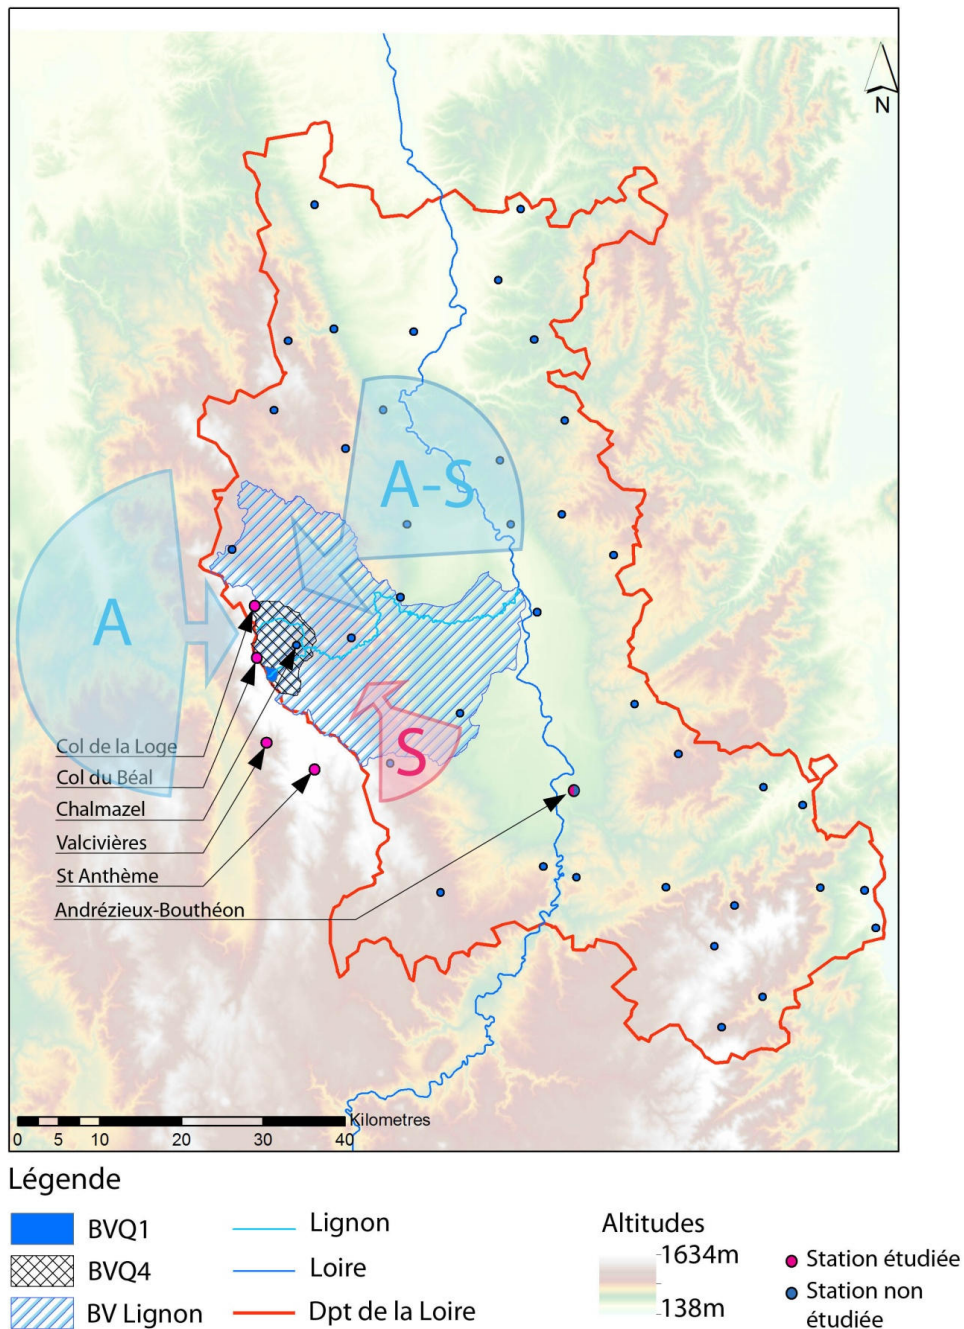 N
A-S
A
S
Col de la Loge
Col du Béal
Chalmazel
Valcivières
St Anthème
Andrézieux-Bouthéon
Kilometres
0 5 10 20 30 40
Légende
BVQ1
BVQ4
BV Lignon
Lignon
Loire
Dpt de la Loire
Altitudes
1634m
138m
Station étudiée
Station non
étudiée